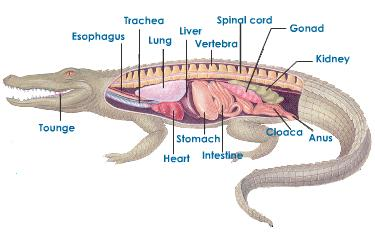 Trachea
Spinal cord
Esophagus
Lung
Liver
Vertebra
Gonad
Kidney
Tounge
Heart
Stomach
Intestine
Cloaca
Anus